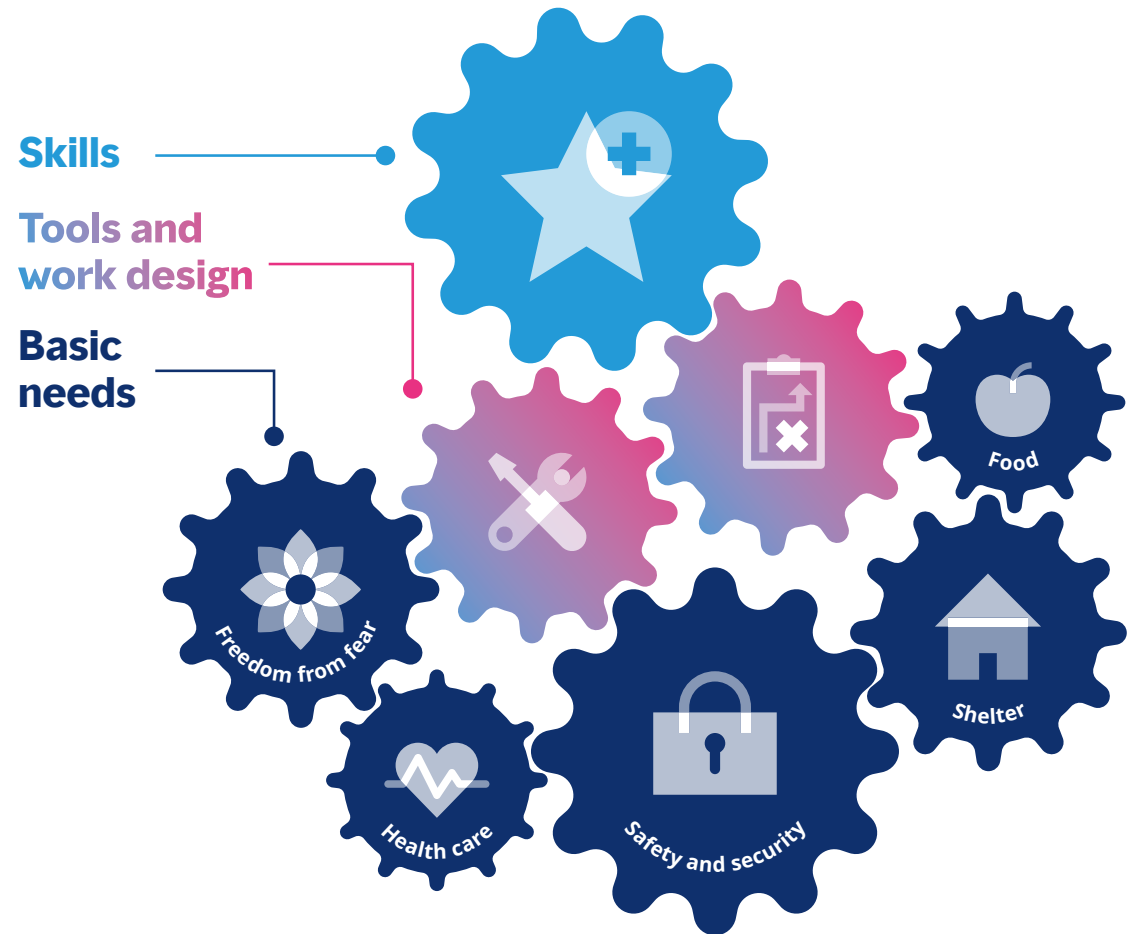 Skills
Tools and
work design
Basic
needs
Food
Freedom from fear
Shelter
Health care
Safety and security